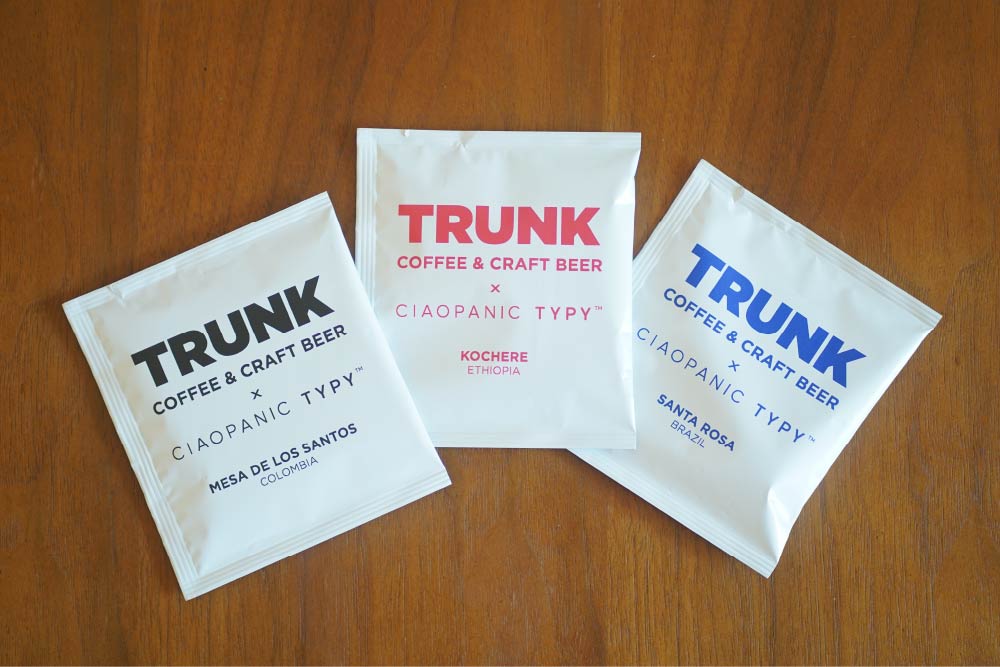 TRUNK
COFFEE & CRAFT BEER
×
CIAOPANIC TYPY™
MESA DE LOS SANTOS
COLOMBIA
TRUNK
COFFEE & CRAFT BEER
×
CIAOPANIC TYPY™
KOCHERE
ETHIOPIA
TRUNK
COFFEE & CRAFT BEER
×
CIAOPANIC TYPY™
SANTA ROSA
BRAZIL